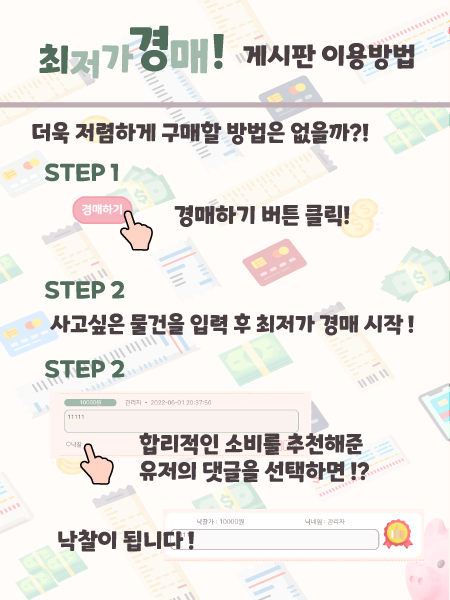 최저가경매! 게시판 이용방법
더욱 저렴하게 구매할 방법은 없을까?!
STEP 1
경매하기
경매하기 버튼 클릭!
STEP 2
사고싶은 물건을 입력 후 최저가 경매 시작 !
STEP 2
10000원 관리자 • 2022-06-01 20:37:50
11111
낙찰
합리적인 소비를 추천해준
유저의 댓글을 선택하면 !?
낙찰가 : 10000원 닉네임 : 관리자
낙찰이 됩니다 !